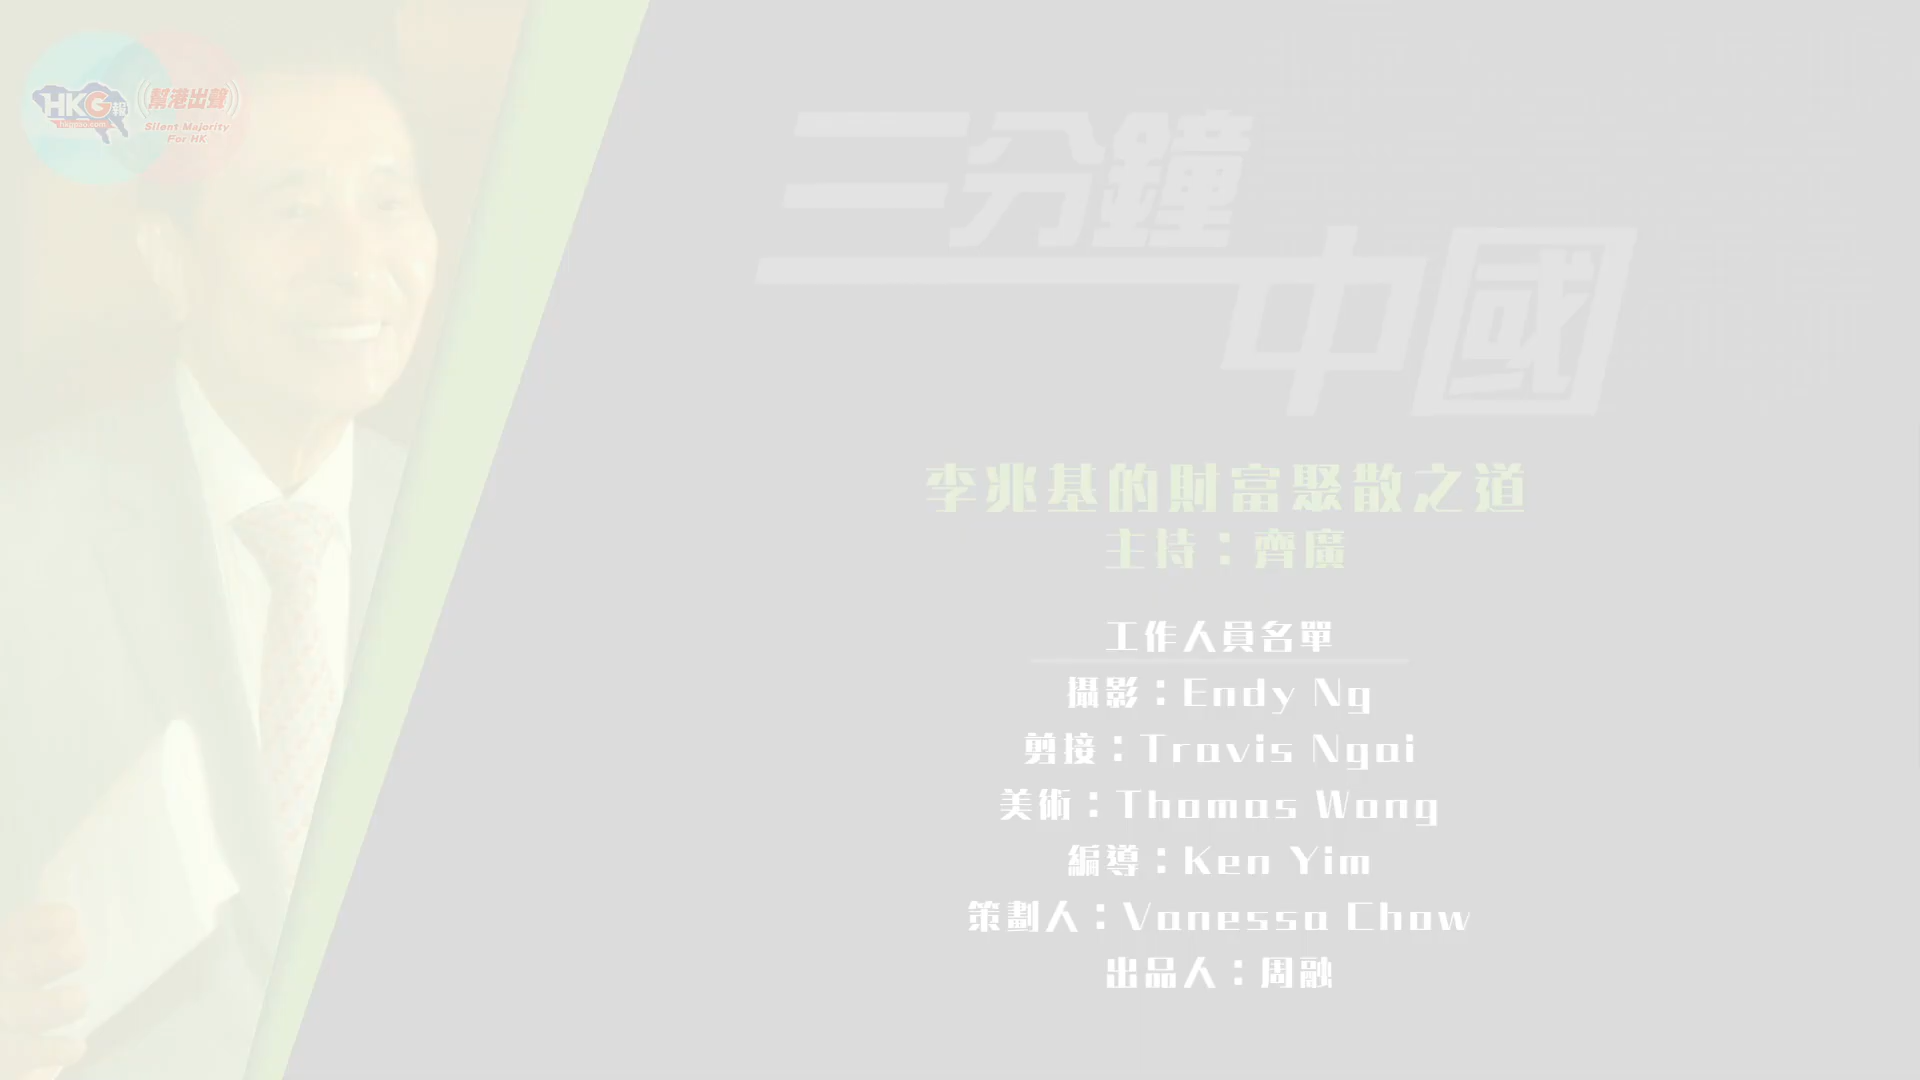 HKG報
hkgpao.com
幫港出聲
Silent Majority
For HK
三分鐘
中國
李兆基的財富聚散之道
主持：齊廣
工作人員名單
攝影：Endy Ng
剪接：Travis Ngai
美術：Thomas Wong
編導：Ken Yim
策劃人：Vanessa Chow
出品人：周融